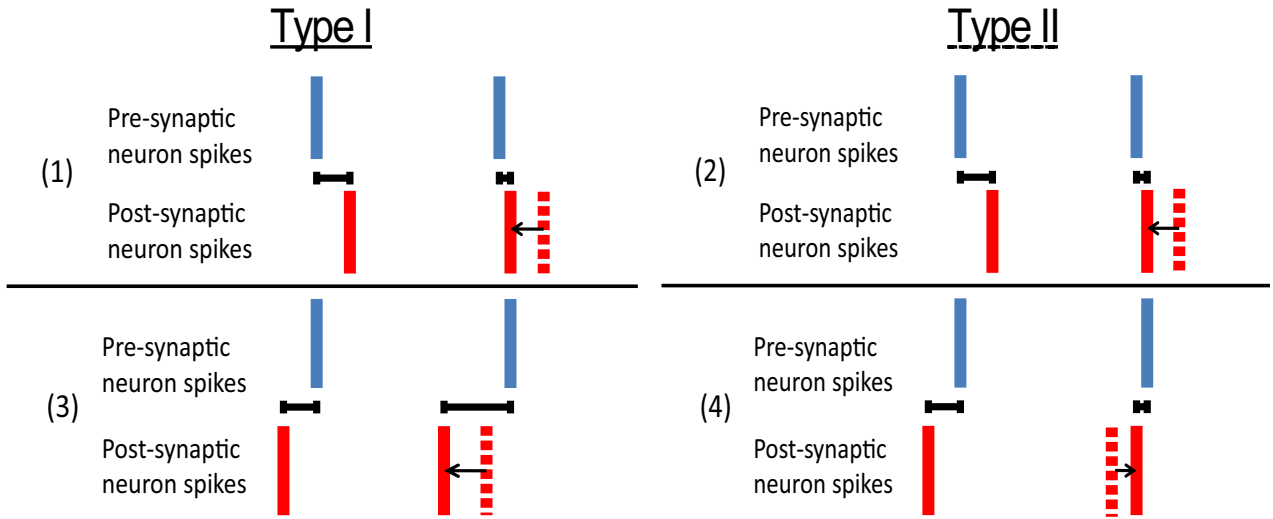 Type I
Type II
Pre-synaptic
neuron spikes
(1)
Post-synaptic
neuron spikes
Pre-synaptic
neuron spikes
(2)
Post-synaptic
neuron spikes
Pre-synaptic
neuron spikes
(3)
Post-synaptic
neuron spikes
Pre-synaptic
neuron spikes
(4)
Post-synaptic
neuron spikes